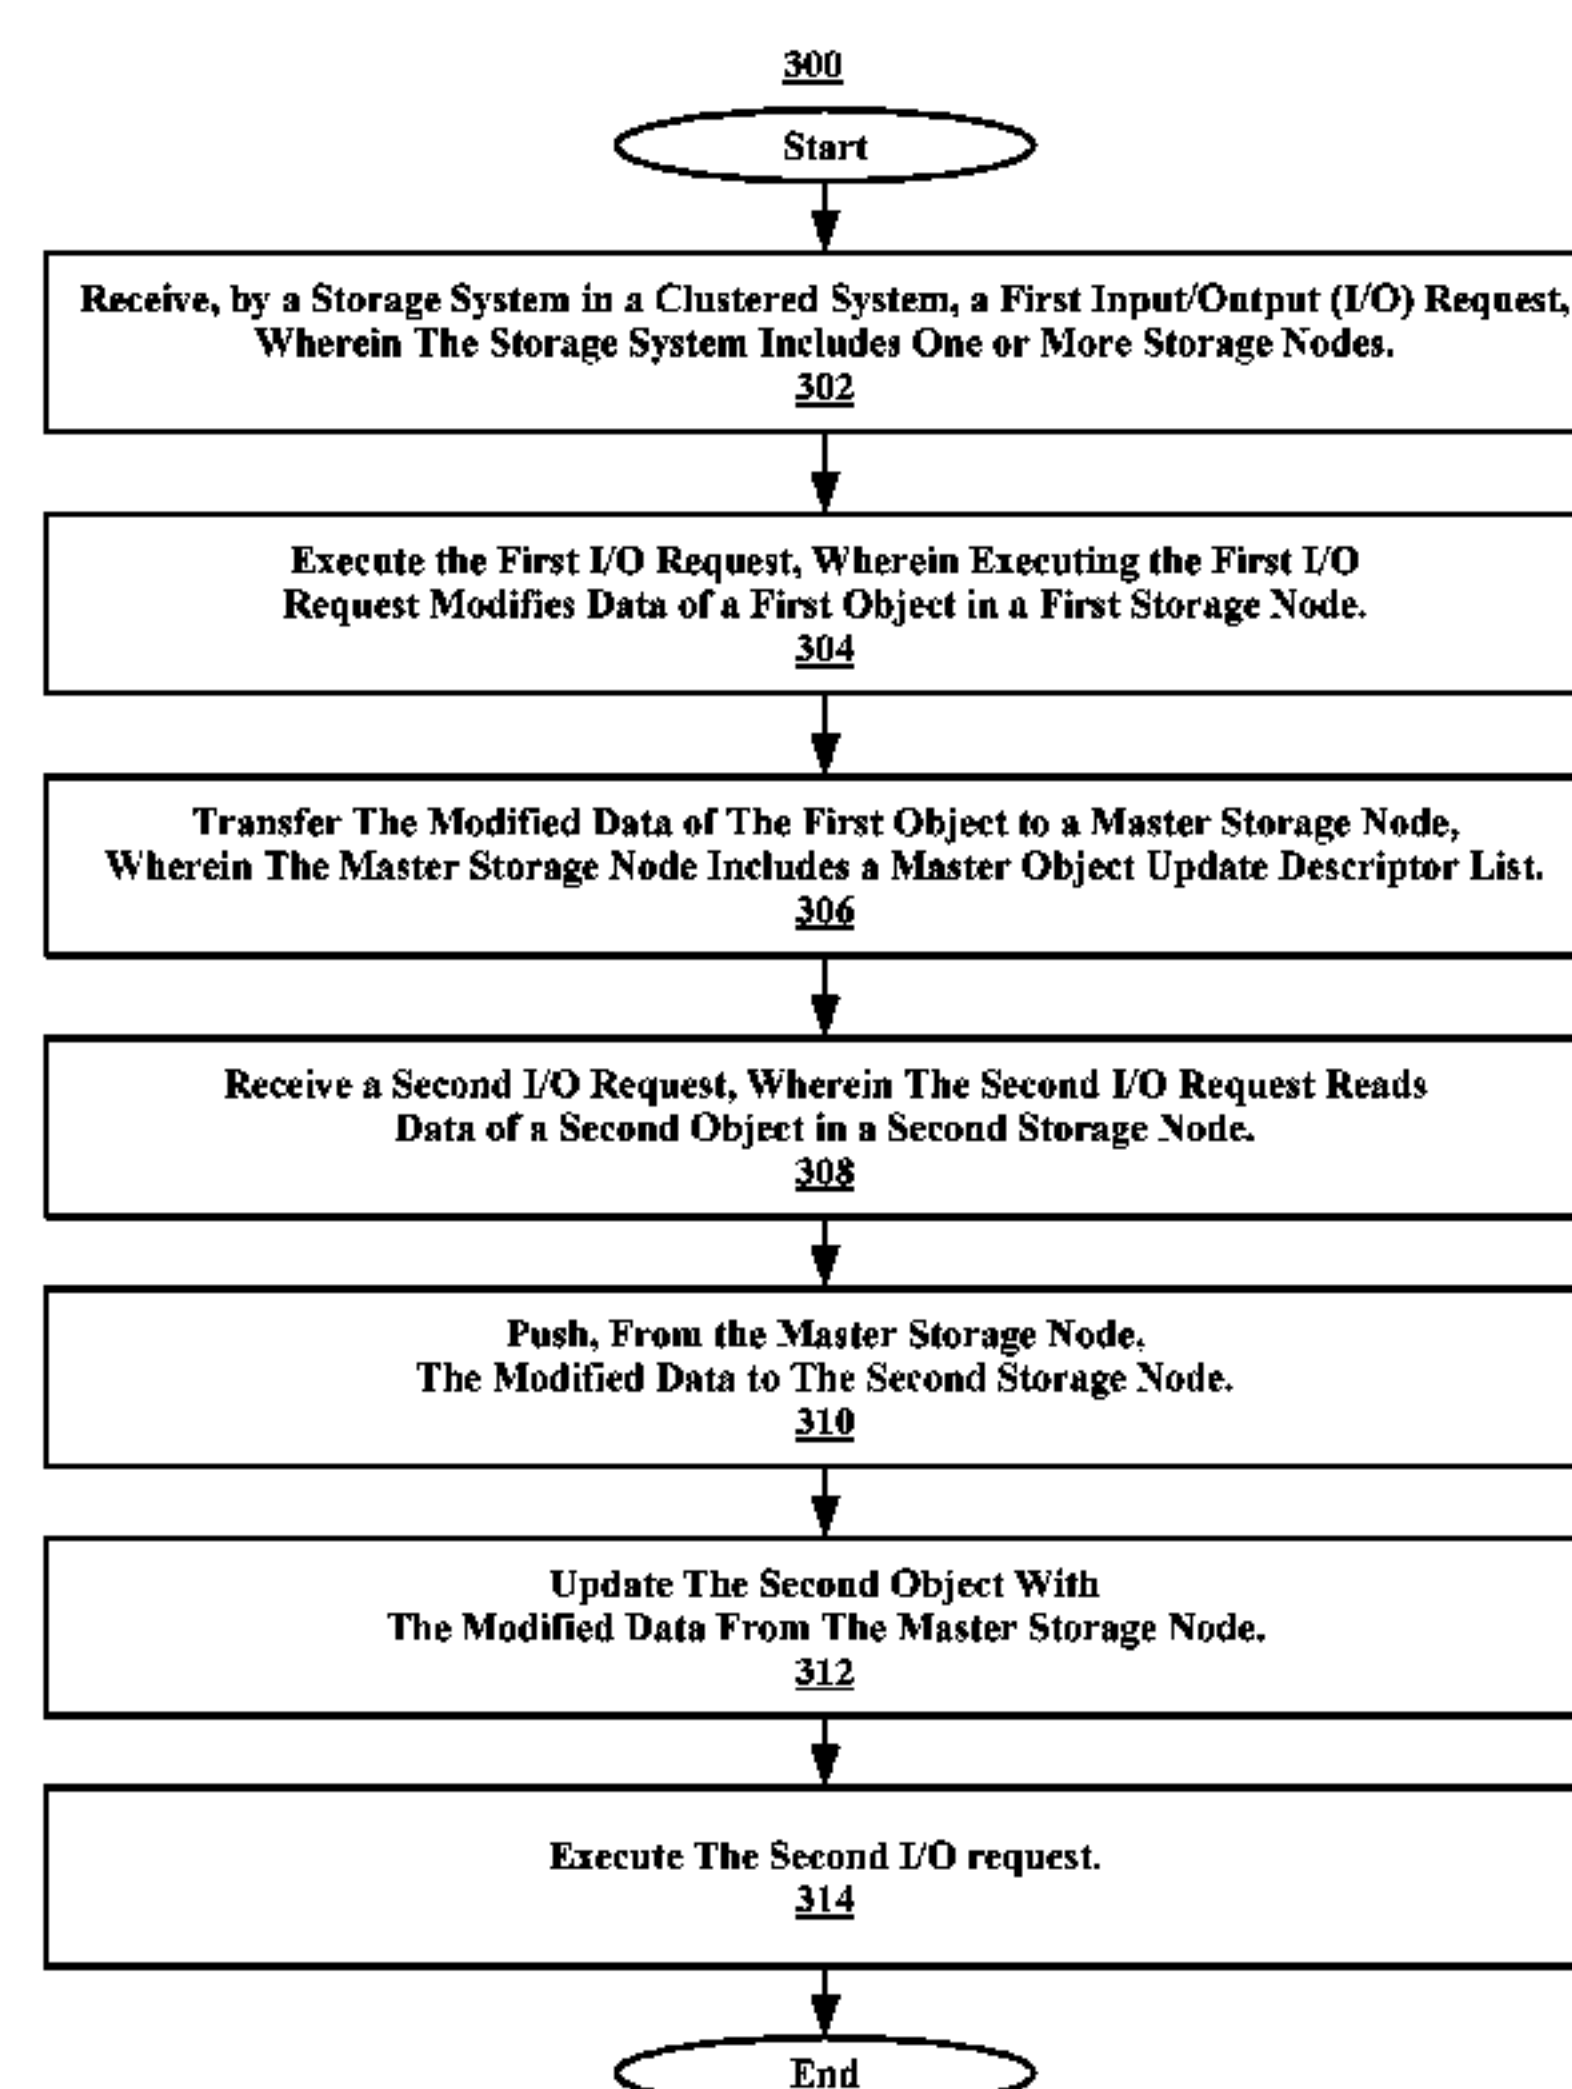 300
Start
Receive, by a Storage System in a Clustered System, a First Input/Output (I/O) Request,
Wherein The Storage System Includes One or More Storage Nodes.
302
Execute the First I/O Request, Wherein Executing the First I/O
Request Modifies Data of a First Object in a First Storage Node.
304
Transfer The Modified Data of The First Object to a Master Storage Node,
Wherein The Master Storage Node Includes a Master Object Update Descriptor List.
306
Receive a Second I/O Request, Wherein The Second I/O Request Reads
Data of a Second Object in a Second Storage Node.
308
Push, From the Master Storage Node,
The Modified Data to The Second Storage Node.
310
Update The Second Object With
The Modified Data From The Master Storage Node.
312
Execute The Second I/O request.
314
End